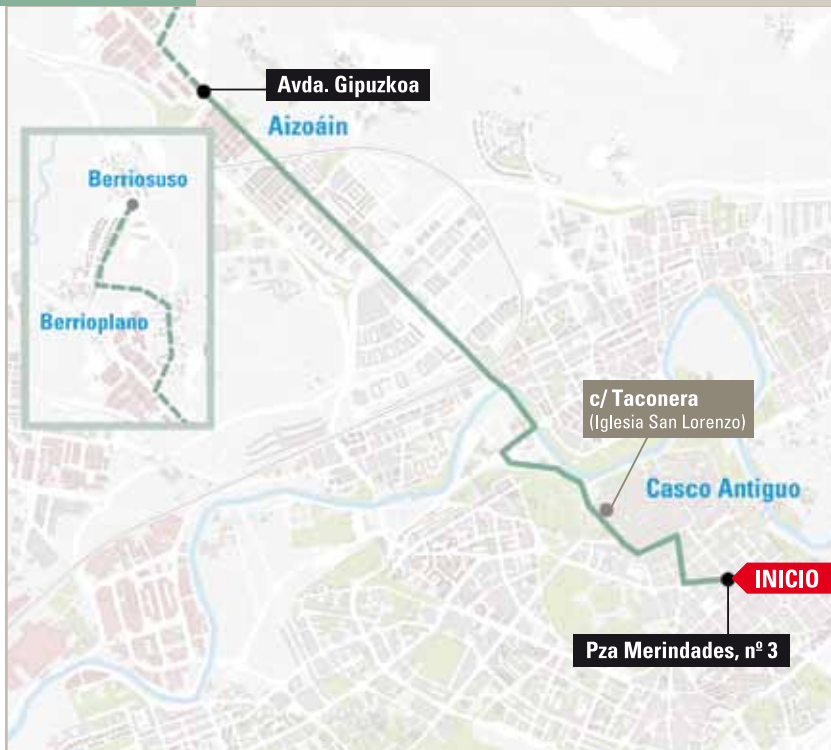 Avda. Gipuzkoa
Aizoáin
Berriosuso
Berrioplano
c/ Taconera
(Iglesia San Lorenzo)
Casco Antiguo
INICIO
Pza Merindades, nº 3